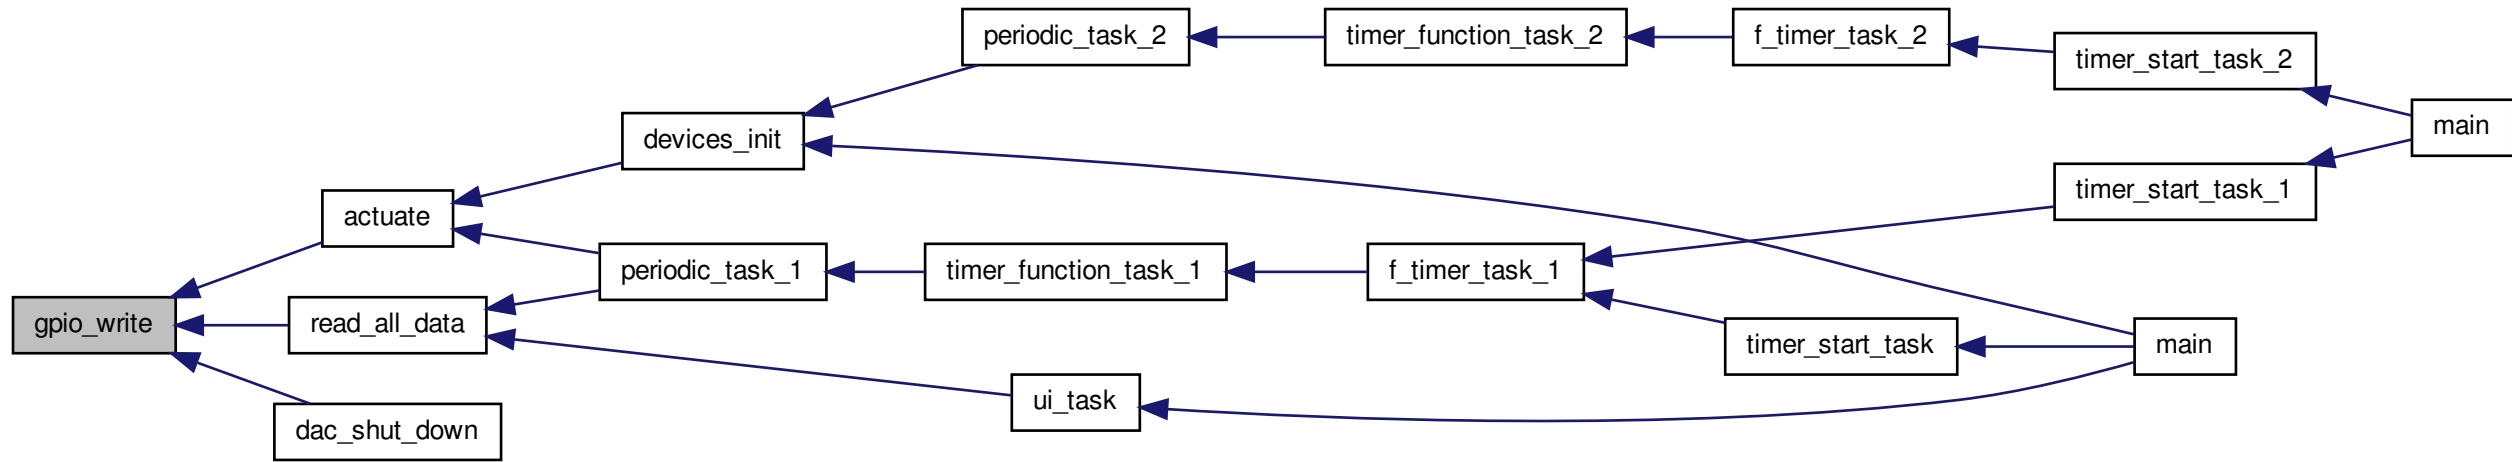 periodic_task_2
timer_function_task_2
f_timer_task_2
timer_start_task_2
main
devices_init
timer_start_task_1
actuate
periodic_task_1
timer_function_task_1
f_timer_task_1
gpio_write
read_all_data
timer_start_task
main
ui_task
dac_shut_down